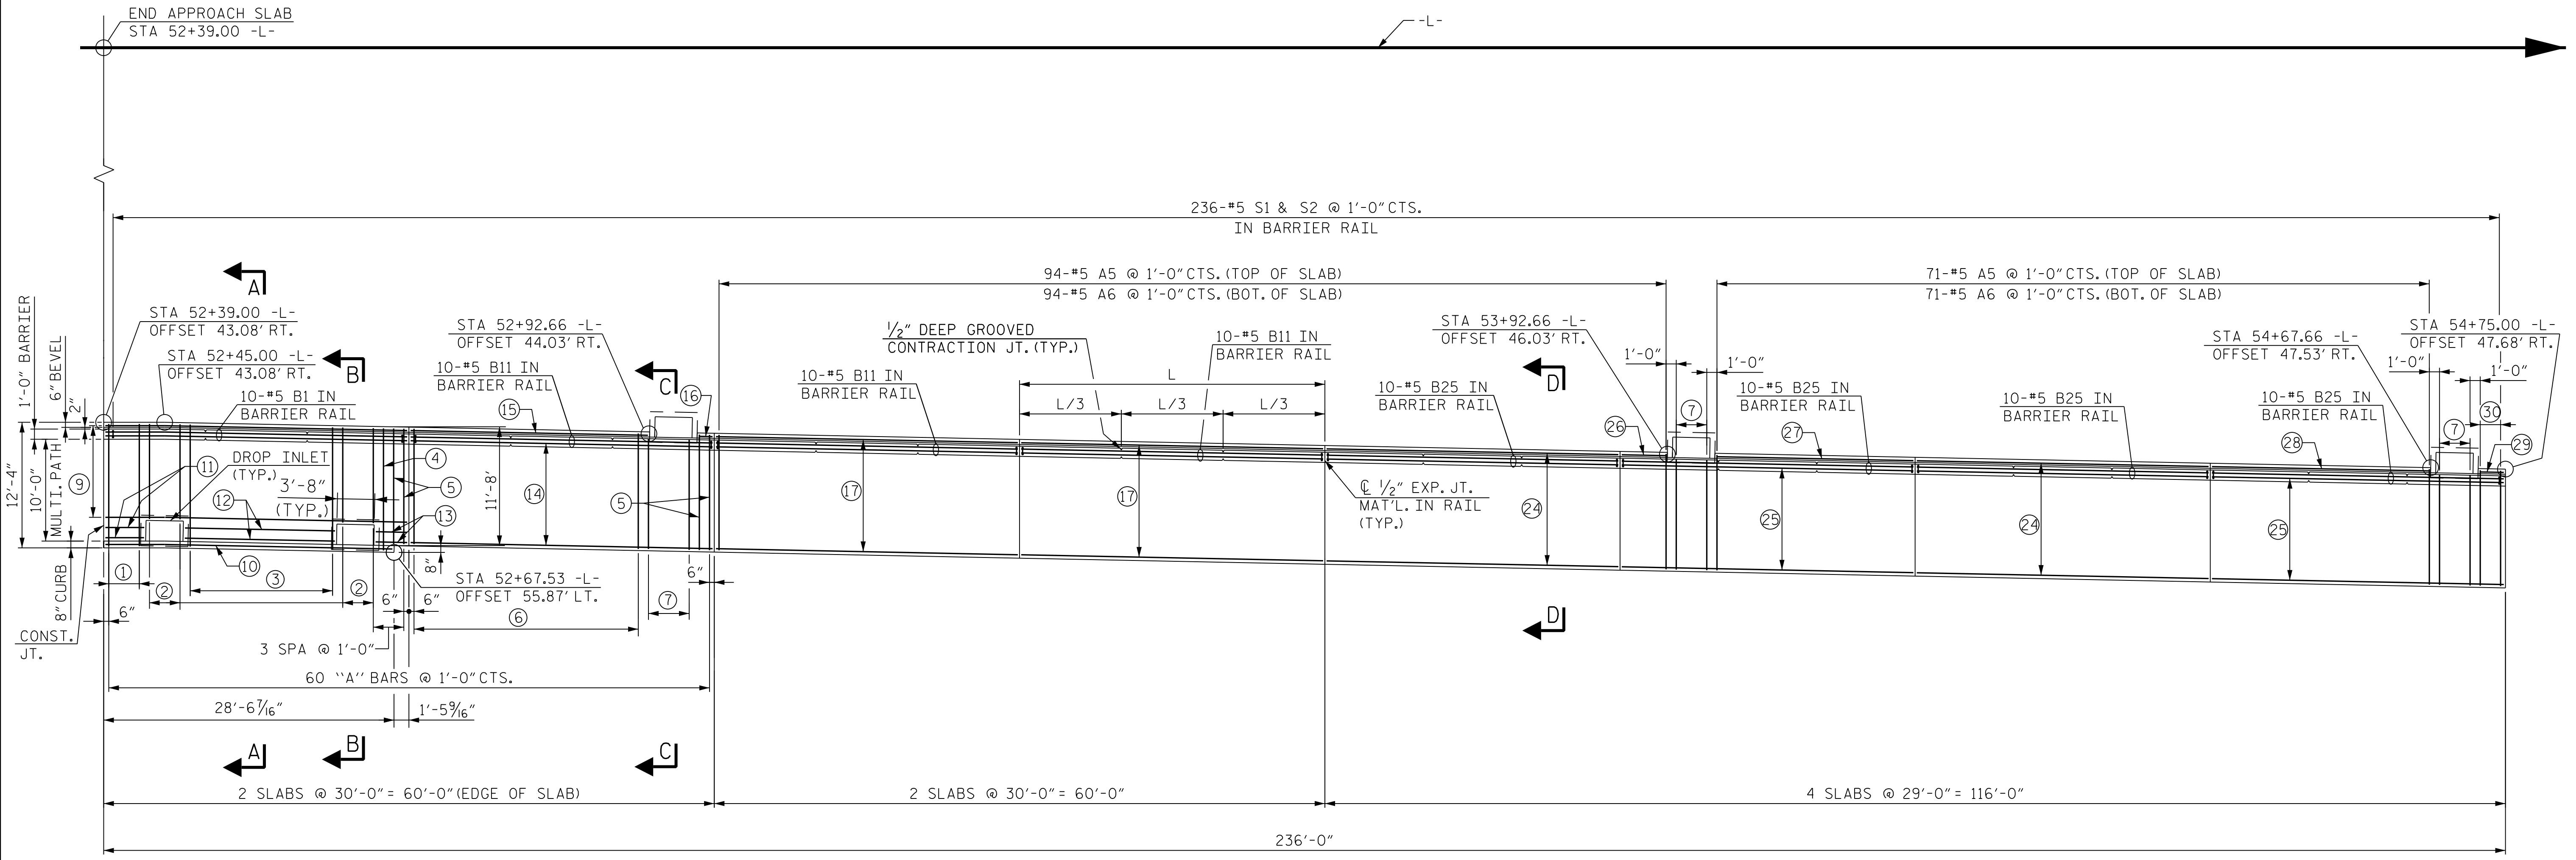 END APPROACH SLAB
STA 52+39.00 -L-
-L-
236-#5 S1 & S2 @ 1'-0" CTS.
IN BARRIER RAIL
94-#5 A5 @ 1'-0" CTS. (TOP OF SLAB)
94-#5 A6 @ 1'-0" CTS. (BOT. OF SLAB)
71-#5 A5 @ 1'-0" CTS. (TOP OF SLAB)
71-#5 A6 @ 1'-0" CTS. (BOT. OF SLAB)
A
B
C
D
1'-0" BARRIER
6" BEVEL
2"
STA 52+39.00 -L-
OFFSET 43.08' RT.
STA 52+45.00 -L-
OFFSET 43.08' RT.
10-#5 B1 IN
BARRIER RAIL
STA 52+92.66 -L-
OFFSET 44.03' RT.
10-#5 B11 IN
BARRIER RAIL
15
16
10-#5 B11 IN
BARRIER RAIL
1/2" DEEP GROOVED
CONTRACTION JT. (TYP.)
10-#5 B11 IN
BARRIER RAIL
L
L/3
L/3
L/3
STA 53+92.66 -L-
OFFSET 46.03' RT.
10-#5 B25 IN
BARRIER RAIL
26
1'-0"
1'-0"
7
10-#5 B25 IN
BARRIER RAIL
27
10-#5 B25 IN
BARRIER RAIL
STA 54+67.66 -L-
OFFSET 47.53' RT.
10-#5 B25 IN
BARRIER RAIL
28
STA 54+75.00 -L-
OFFSET 47.68' RT.
1'-0"
1'-0"
7
30
29
12'-4"
10'-0"
MULTI. PATH
8" CURB
9
11
DROP INLET
(TYP.)
12
3'-8"
(TYP.)
4
5
13
11'-8'
14
5
17
17
℄ 1/2" EXP. JT.
MAT'L. IN RAIL
(TYP.)
24
25
24
25
CONST.
JT.
1
2
3
10
2
6"
6"
6"
8"
STA 52+67.53 -L-
OFFSET 55.87' LT.
6
7
6"
3 SPA @ 1'-0"
60 "A" BARS @ 1'-0" CTS.
28'-6 7/16"
1'-5 9/16"
A
B
C
D
2 SLABS @ 30'-0" = 60'-0" (EDGE OF SLAB)
2 SLABS @ 30'-0" = 60'-0"
4 SLABS @ 29'-0" = 116'-0"
236'-0"